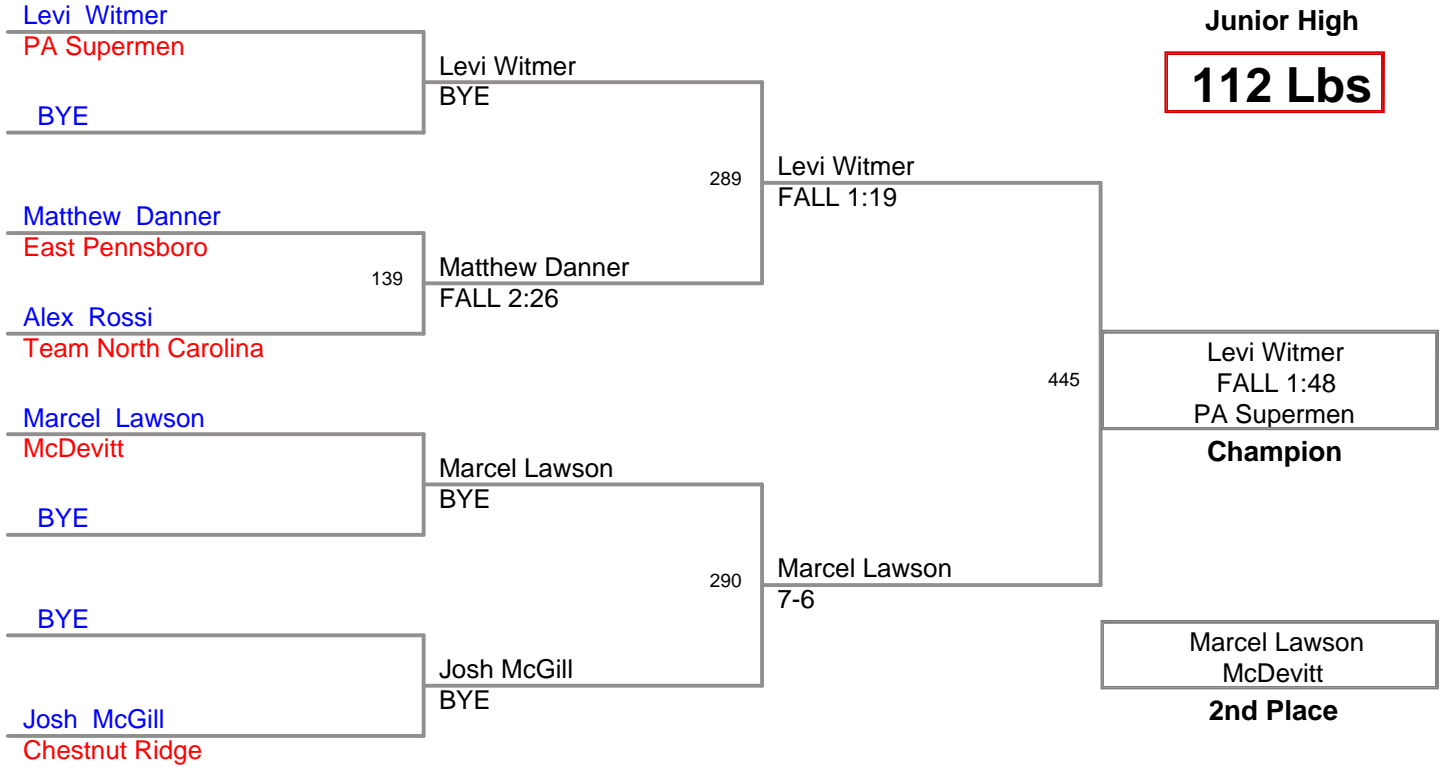 Levi Witmer
PA Supermen
BYE
Matthew Danner
East Pennsboro
Alex Rossi
Team North Carolina
Marcel Lawson
McDevitt
BYE
BYE
Josh McGill
Chestnut Ridge
139
Levi Witmer
BYE
Matthew Danner
FALL 2:26
Marcel Lawson
BYE
Josh McGill
BYE
289
290
Levi Witmer
FALL 1:19
Marcel Lawson
7-6
445
Junior High
112 Lbs
Levi Witmer
FALL 1:48
PA Supermen
Champion
Marcel Lawson
McDevitt
2nd Place